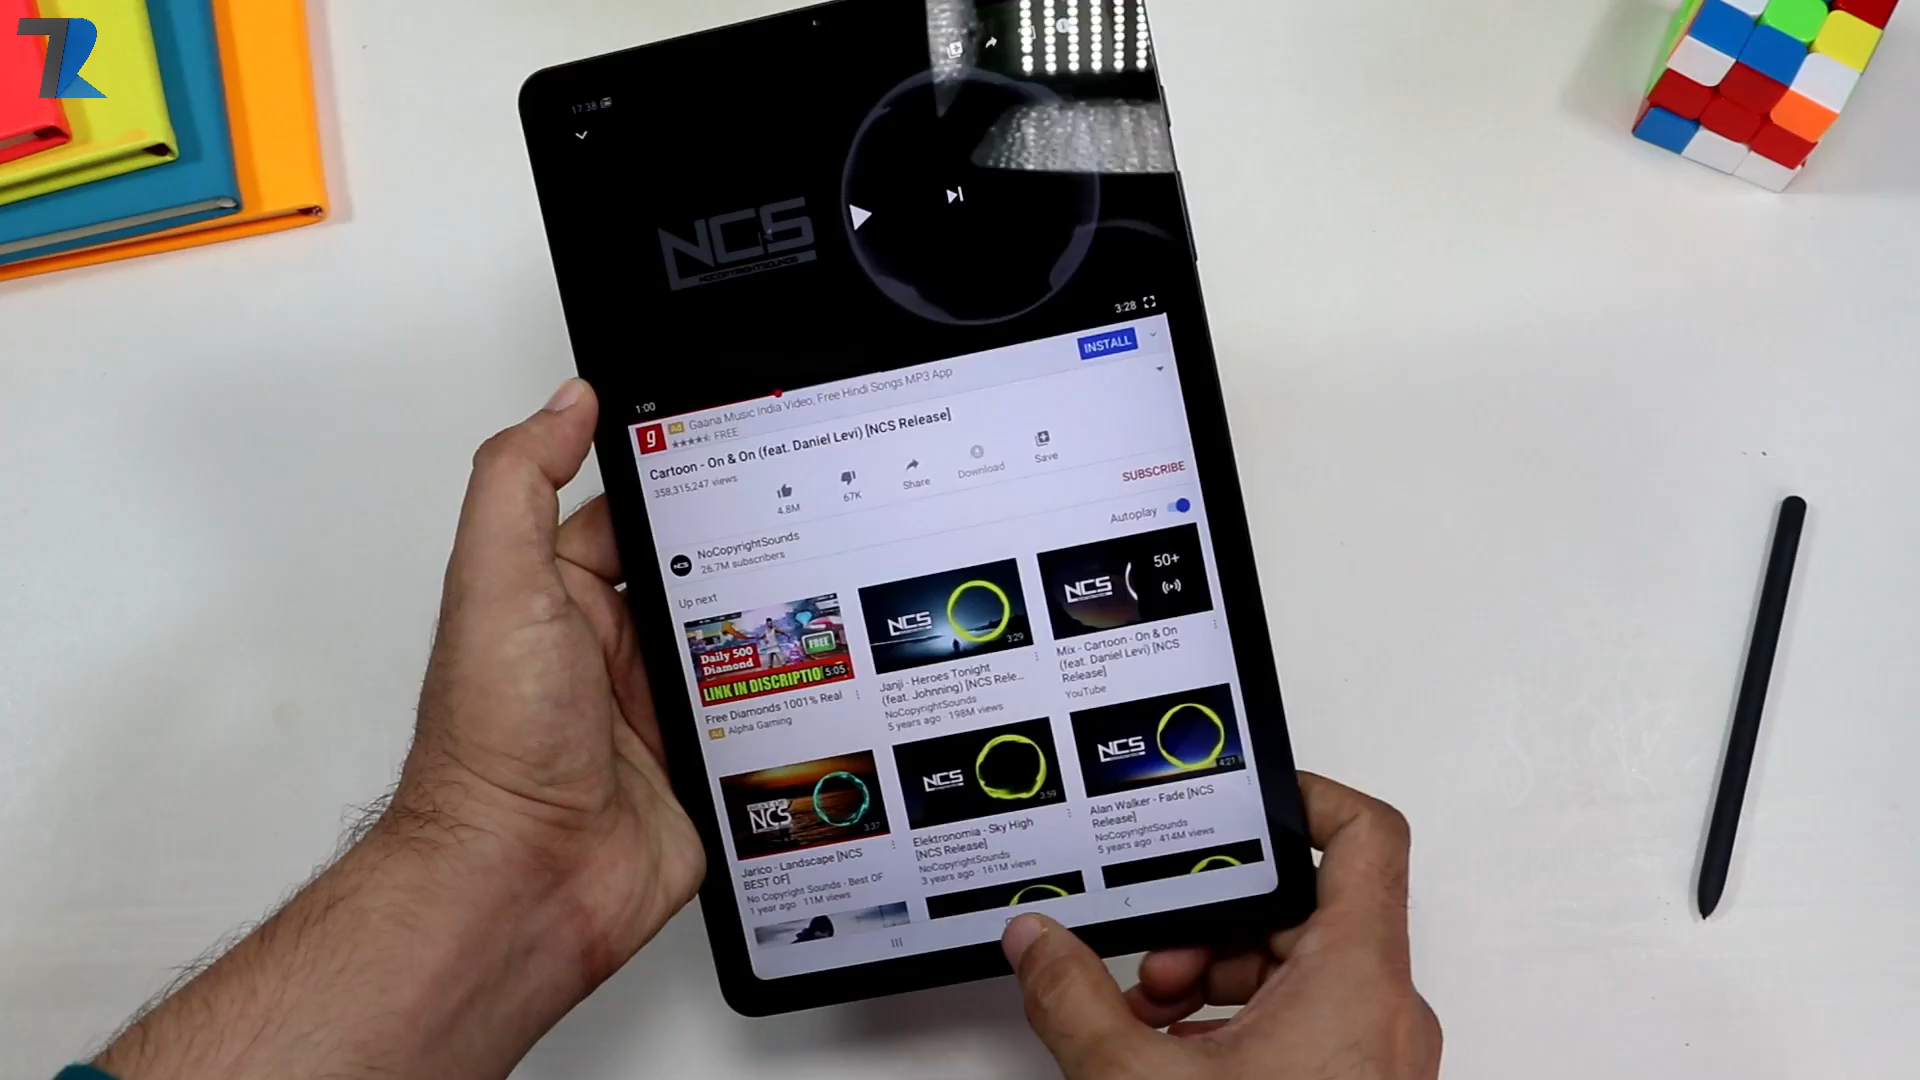 7R
17:38
NCS
NOCOPYRIGHTSOUNDS
1:00
3:28
INSTALL
g
Ad Gaana Music India Video, Free Hindi Songs MP3 App
FREE
Cartoon - On & On (feat. Daniel Levi) [NCS Release]
358,315,247 views
4.8M
67K
Share
Download
Save
SUBSCRIBE
NCS
NoCopyrightSounds
26.7M subscribers
Autoplay
Up next
Daily 500
Diamond
FREE
LINK IN DISCRIPTIO
5:05
Free Diamonds 1001% Real
Ad Alpha Gaming
NCS
3:29
Janji - Heroes Tonight
(feat. Johnning) [NCS Rele...
NoCopyrightSounds
5 years ago · 198M views
NCS
50+
Mix - Cartoon - On & On
(feat. Daniel Levi) [NCS
Release]
YouTube
BEST OF
NCS
3:37
Jarico - Landscape [NCS
BEST OF]
No Copyright Sounds - Best OF
1 year ago · 11M views
NCS
3:59
Elektronomia - Sky High
[NCS Release]
NoCopyrightSounds
3 years ago · 161M views
NCS
4:21
Alan Walker - Fade [NCS
Release]
NoCopyrightSounds
5 years ago · 414M views